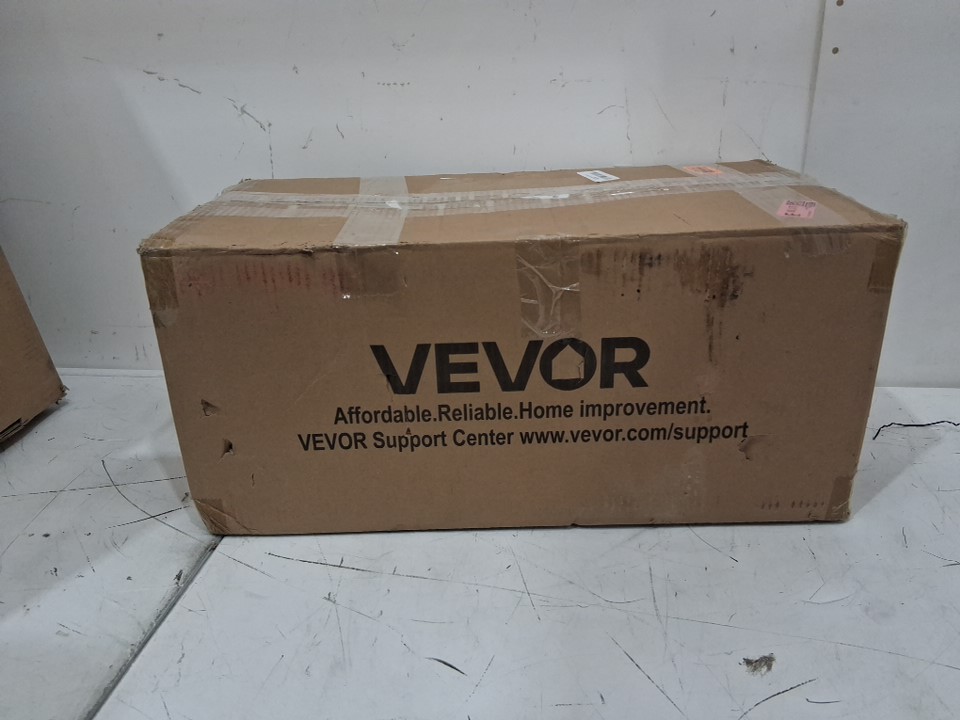 VEVOR
Affordable.Reliable.Home improvement.
VEVOR Support Center www.vevor.com/support